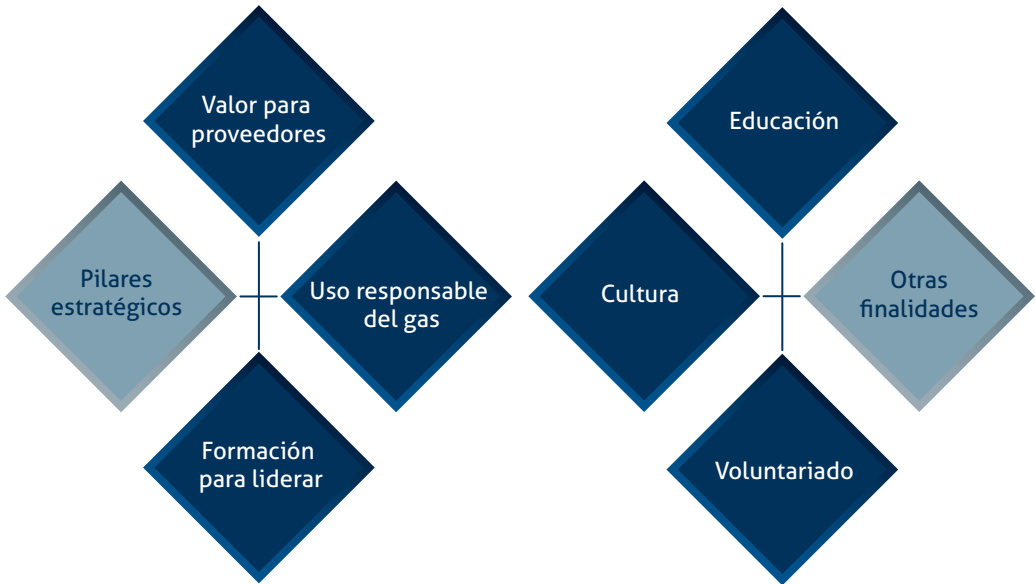 Valor para
proveedores
Pilares
estratégicos
Uso responsable
del gas
Formación
para liderar
Educación
Cultura
Otras
finalidades
Voluntariado